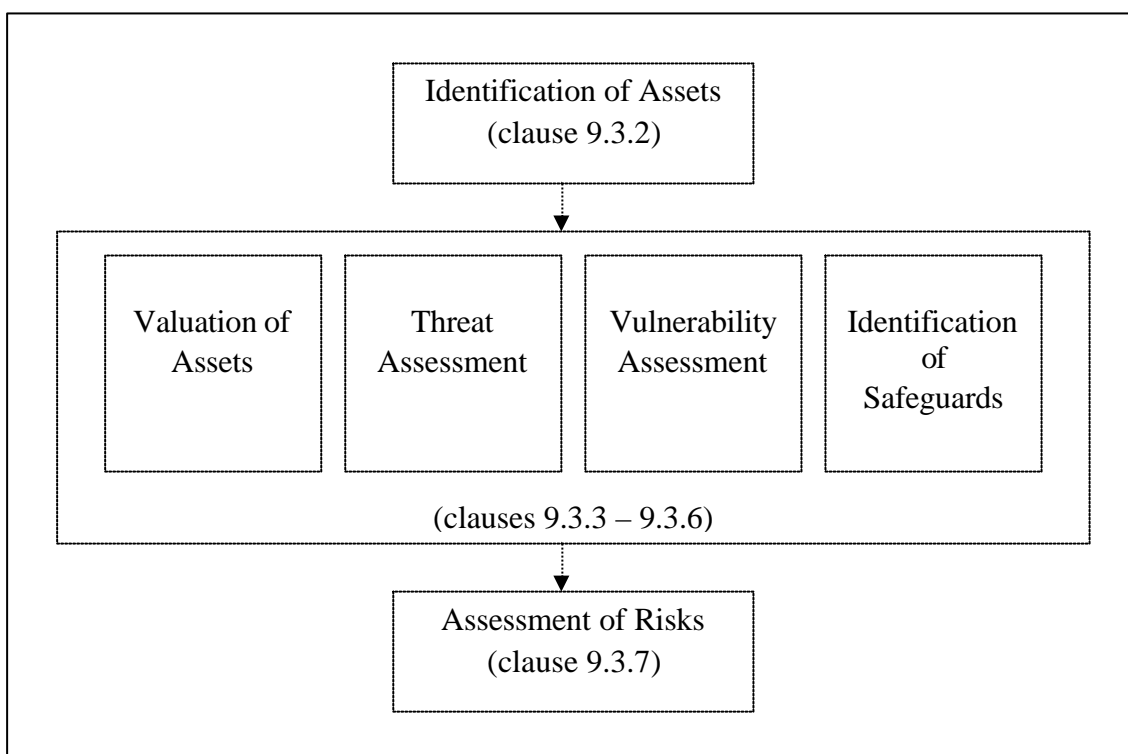 Identification of Assets
(clause 9.3.2)
Valuation of
Assets
Threat
Assessment
Vulnerability
Assessment
Identification
of
Safeguards
(clauses 9.3.3 – 9.3.6)
Assessment of Risks
(clause 9.3.7)